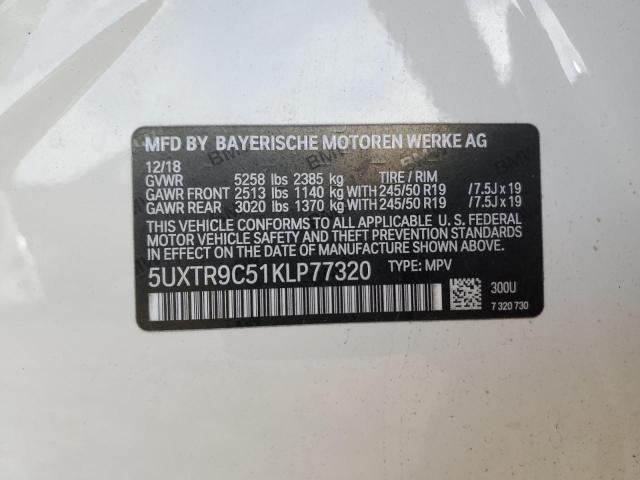 MFD BY BAYERISCHE MOTOREN WERKE AG
12/18
GVWR 5258 lbs 2385 kg TIRE / RIM
GAWR FRONT 2513 lbs 1140 kg WITH 245/50 R19 /7.5J x 19
GAWR REAR 3020 lbs 1370 kg WITH 245/50 R19 /7.5J x 19
THIS VEHICLE CONFORMS TO ALL APPLICABLE U.S. FEDERAL
MOTOR VEHICLE SAFETY STANDARDS
IN EFFECT ON THE DATE OF MANUFACTURE SHOWN ABOVE.
5UXTR9C51KLP77320 TYPE: MPV
300U
7 320 730